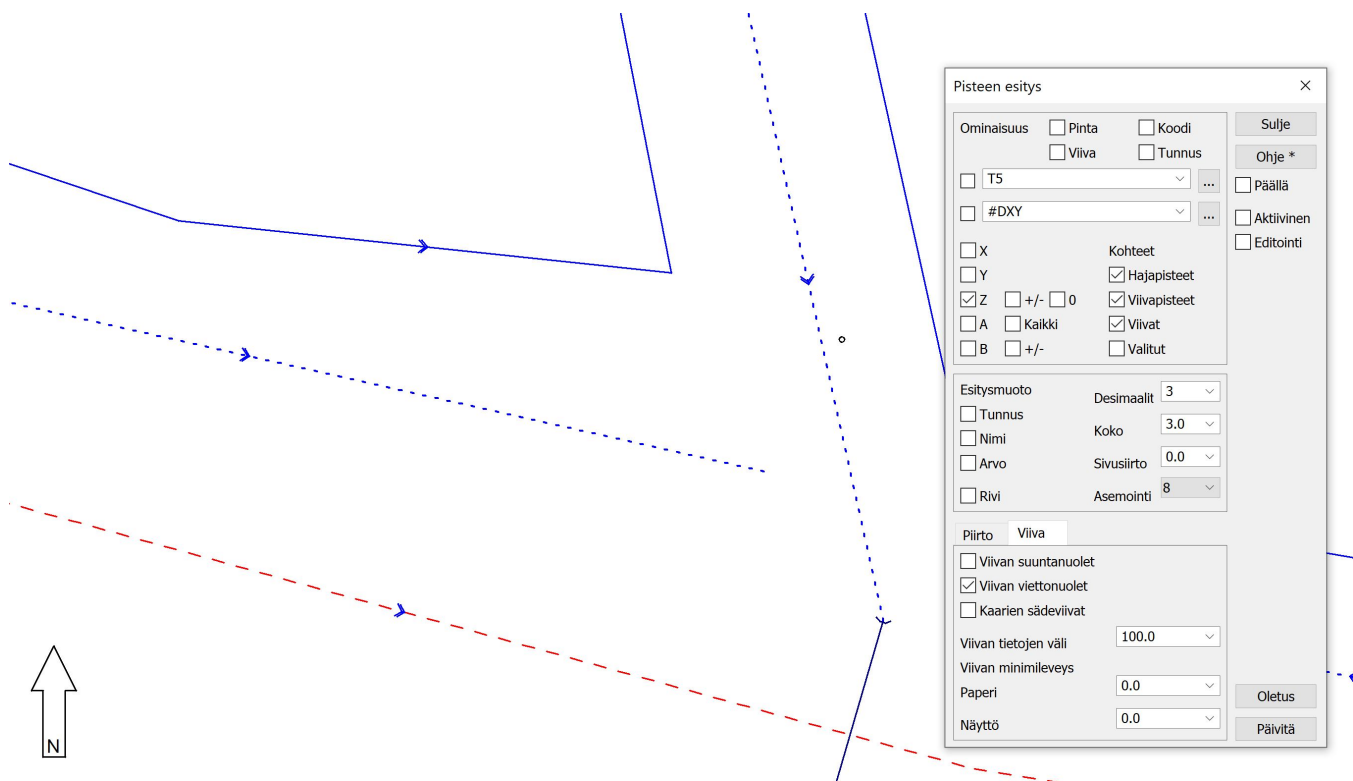 Pisteen esitys
Ominaisuus Pinta Koodi Sulje
Viiva Tunnus Ohje *
T5 ... Päällä
#DXY ... Aktiivinen
Editointi
X Kohteet
Y Hajapisteet
Z +/- 0 Viivapisteet
A Kaikki Viivat
B +/- Valitut
Esitysmuoto Desimaalit 3
Tunnus Koko 3.0
Nimi
Arvo Sivusiirto 0.0
Rivi Asemointi 8
Piirto Viiva
Viivan suuntanuolet
Viivan viettonuolet
Kaarien sädeviivat
Viivan tietojen väli 100.0
Viivan minimileveys
Paperi 0.0 Oletus
Näyttö 0.0 Päivitä
N